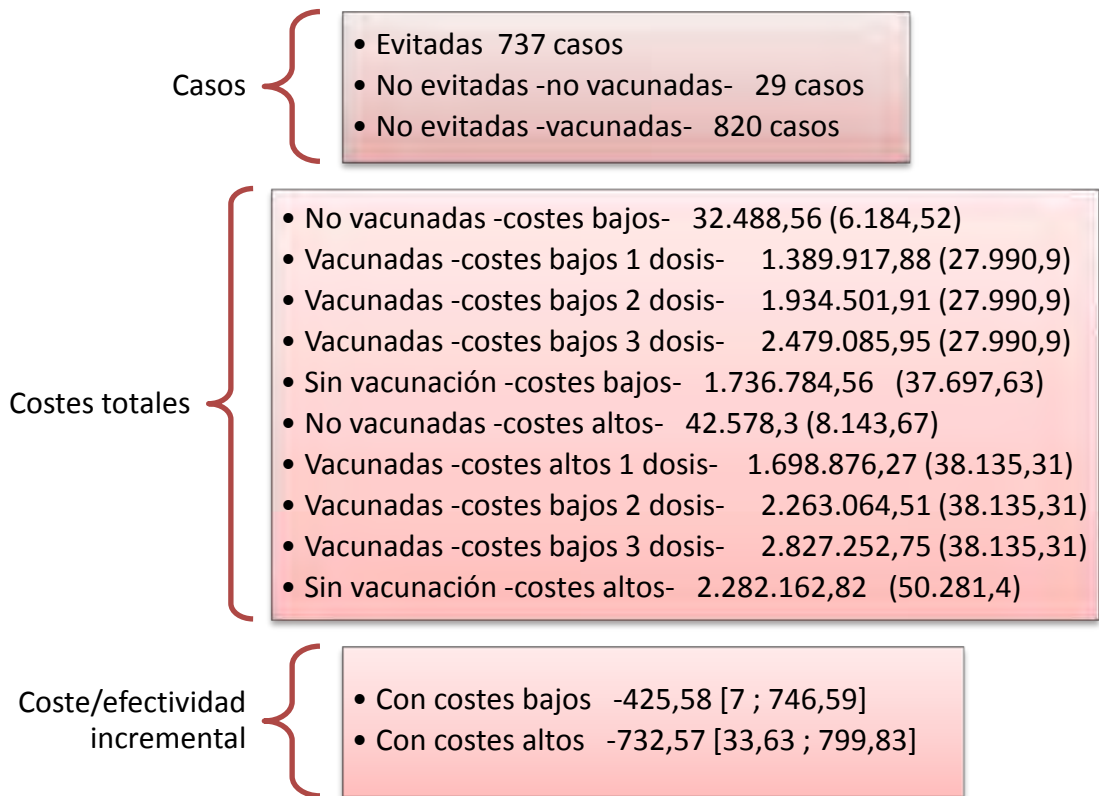 Casos
• Evitadas 737 casos
• No evitadas -no vacunadas- 29 casos
• No evitadas -vacunadas- 820 casos
Costes totales
• No vacunadas -costes bajos- 32.488,56 (6.184,52)
• Vacunadas -costes bajos 1 dosis- 1.389.917,88 (27.990,9)
• Vacunadas -costes bajos 2 dosis- 1.934.501,91 (27.990,9)
• Vacunadas -costes bajos 3 dosis- 2.479.085,95 (27.990,9)
• Sin vacunación -costes bajos- 1.736.784,56 (37.697,63)
• No vacunadas -costes altos- 42.578,3 (8.143,67)
• Vacunadas -costes altos 1 dosis- 1.698.876,27 (38.135,31)
• Vacunadas -costes bajos 2 dosis- 2.263.064,51 (38.135,31)
• Vacunadas -costes bajos 3 dosis- 2.827.252,75 (38.135,31)
• Sin vacunación -costes altos- 2.282.162,82 (50.281,4)
Coste/efectividad
incremental
• Con costes bajos -425,58 [7 ; 746,59]
• Con costes altos -732,57 [33,63 ; 799,83]